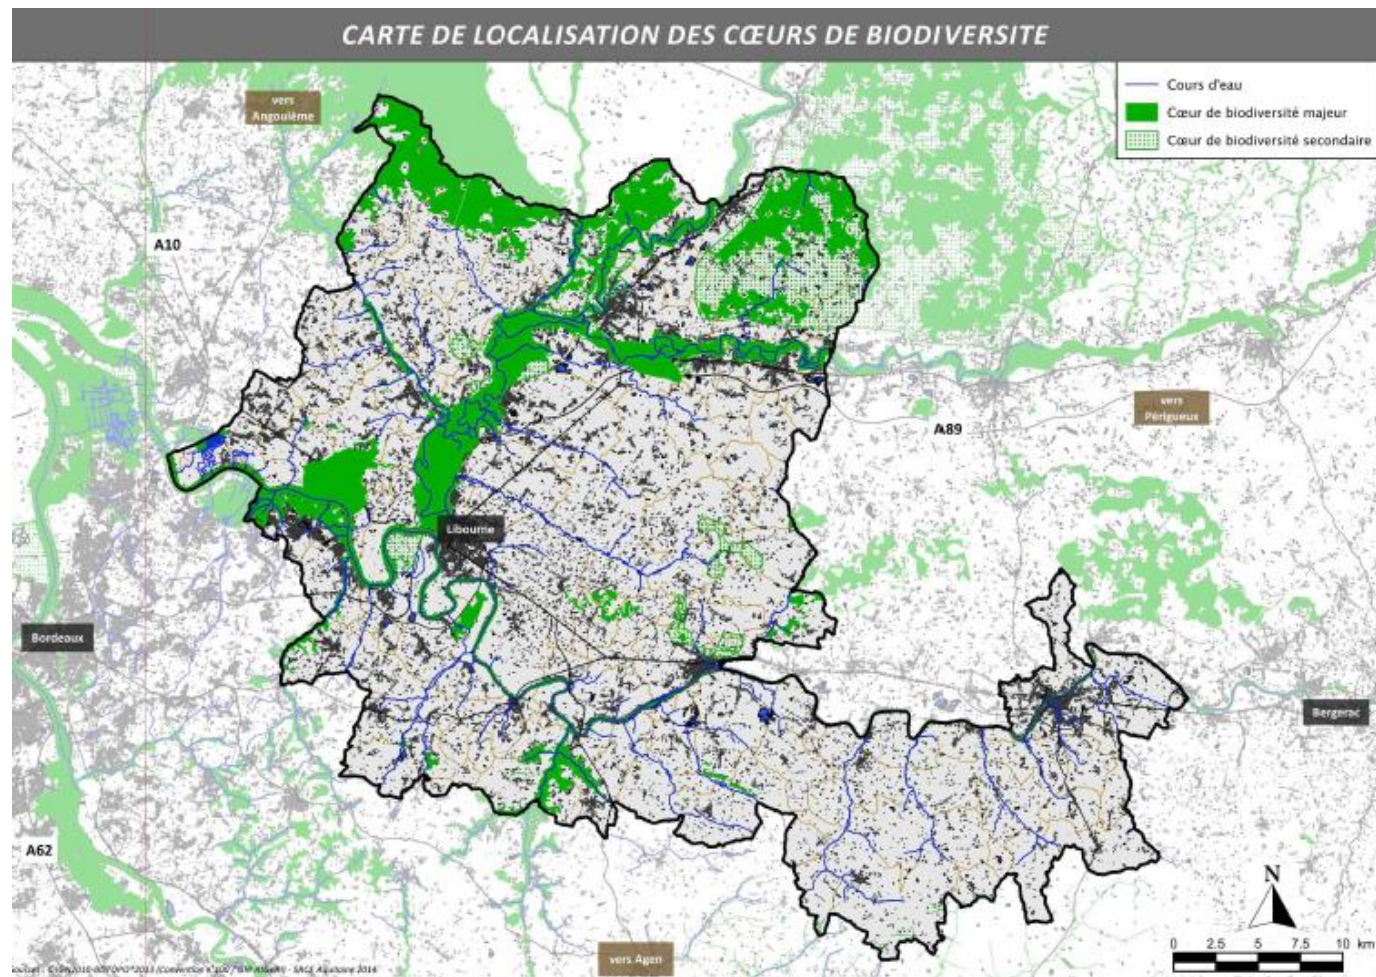 CARTE DE LOCALISATION DES CŒURS DE BIODIVERSITE
Cours d'eau
Cœur de biodiversité majeur
Cœur de biodiversité secondaire
vers
Angoulême
A10
vers
Périgueux
A89
Libourne
Bordeaux
Bergerac
A62
N
0 2.5 5 7.5 10 km
vers Agen
2014